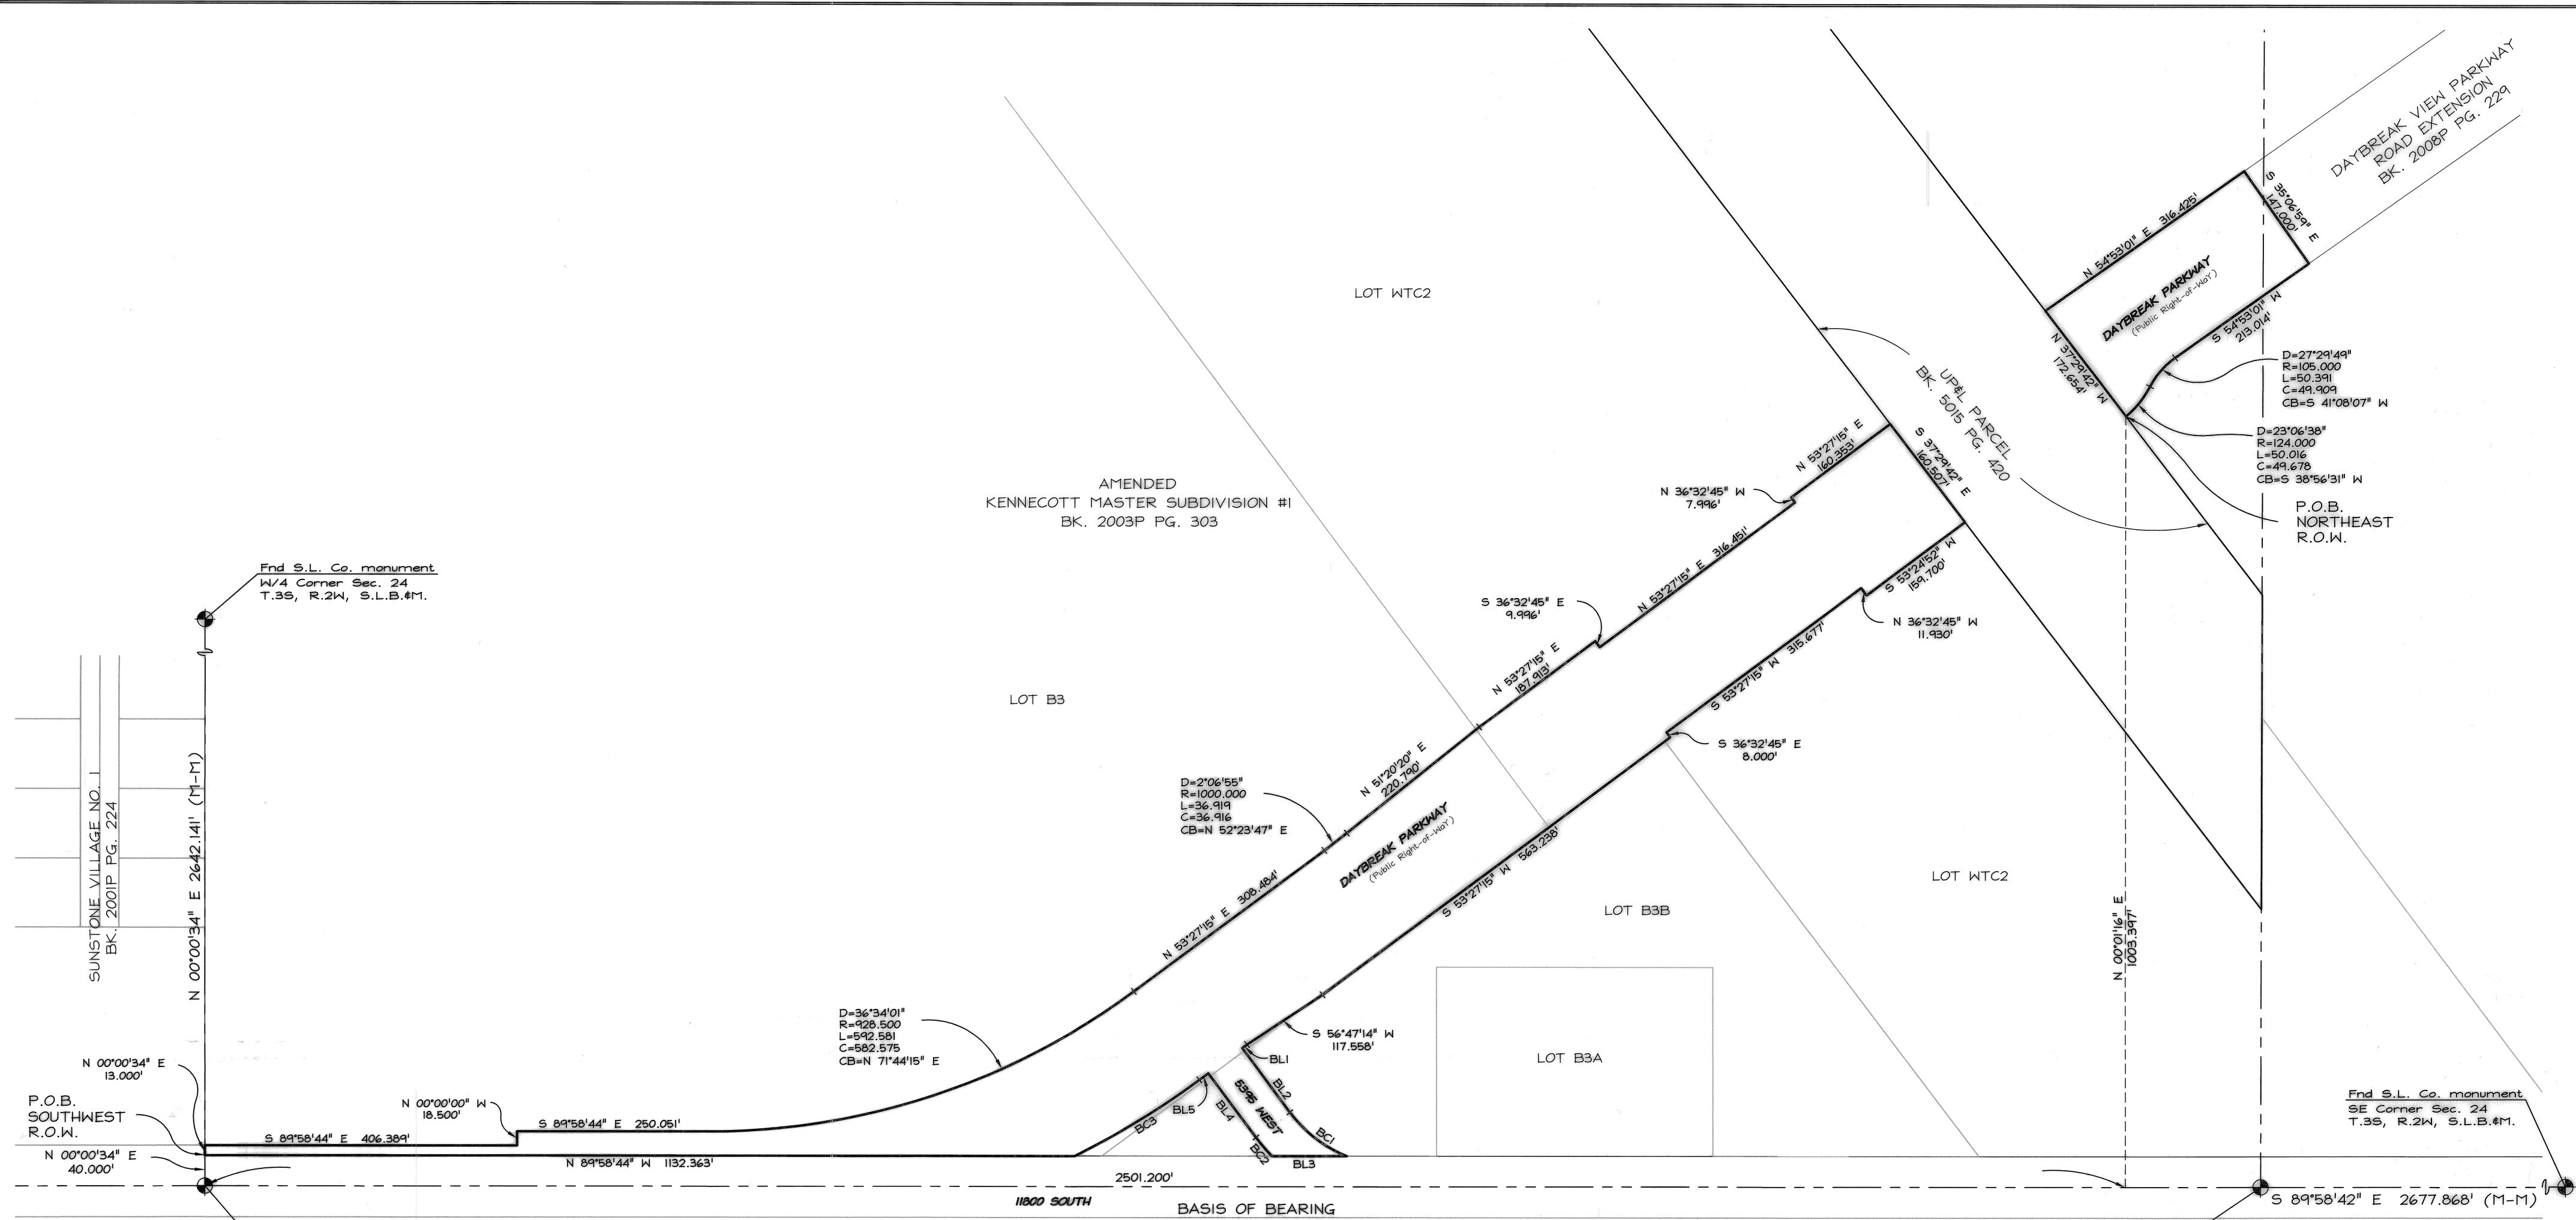 DAYBREAK VIEW PARKWAY
ROAD EXTENSION
BK. 2008P PG. 229
S 35°06'59" E
147.000'
N 54°53'01" E 316.425'
DAYBREAK PARKWAY
(Public Right-of-Way)
S 54°53'01" W
213.014'
N 37°29'42" W
172.654'
D=27°29'49"
R=105.000
L=50.391
C=49.909
CB=S 41°08'07" W
D=23°06'38"
R=124.000
L=50.016
C=49.678
CB=S 38°56'31" W
P.O.B.
NORTHEAST
R.O.W.
UP&L PARCEL
BK. 5015 PG. 420
LOT WTC2
AMENDED
KENNECOTT MASTER SUBDIVISION #1
BK. 2003P PG. 303
N 53°27'15" E
160.353'
S 37°29'42" E
160.507'
N 36°32'45" W
7.996'
N 53°27'15" E 316.451'
S 53°24'52" W
159.700'
N 36°32'45" W
11.930'
S 36°32'45" E
9.996'
N 53°27'15" E
187.913'
S 53°27'15" W 315.677'
S 36°32'45" E
8.000'
Fnd S.L. Co. monument
W/4 Corner Sec. 24
T.3S, R.2W, S.L.B.&M.
LOT B3
N 51°20'20" E
220.790'
D=2°06'55"
R=1000.000
L=36.919
C=36.916
CB=N 52°23'47" E
DAYBREAK PARKWAY
(Public Right-of-Way)
S 53°27'15" W 563.238'
N 53°27'15" E 308.484'
LOT WTC2
LOT B3B
SUNSTONE VILLAGE NO. 1
BK. 2001P PG. 224
N 00°00'34" E 2642.141' (M-M)
N 00°01'16" E
1003.397'
D=36°34'01"
R=928.500
L=592.581
C=582.575
CB=N 71°44'15" E
S 56°47'14" W
117.558'
LOT B3A
BL1
BL2
5395 WEST
BL4
BL5
BC3
BC1
BC2
BL3
N 00°00'34" E
13.000'
P.O.B.
SOUTHWEST
R.O.W.
N 00°00'00" W
18.500'
S 89°58'44" E 406.389'
S 89°58'44" E 250.051'
N 00°00'34" E
40.000'
N 89°58'44" W 1132.363'
Fnd S.L. Co. monument
SE Corner Sec. 24
T.3S, R.2W, S.L.B.&M.
2501.200'
11800 SOUTH
BASIS OF BEARING
S 89°58'42" E 2677.868' (M-M)